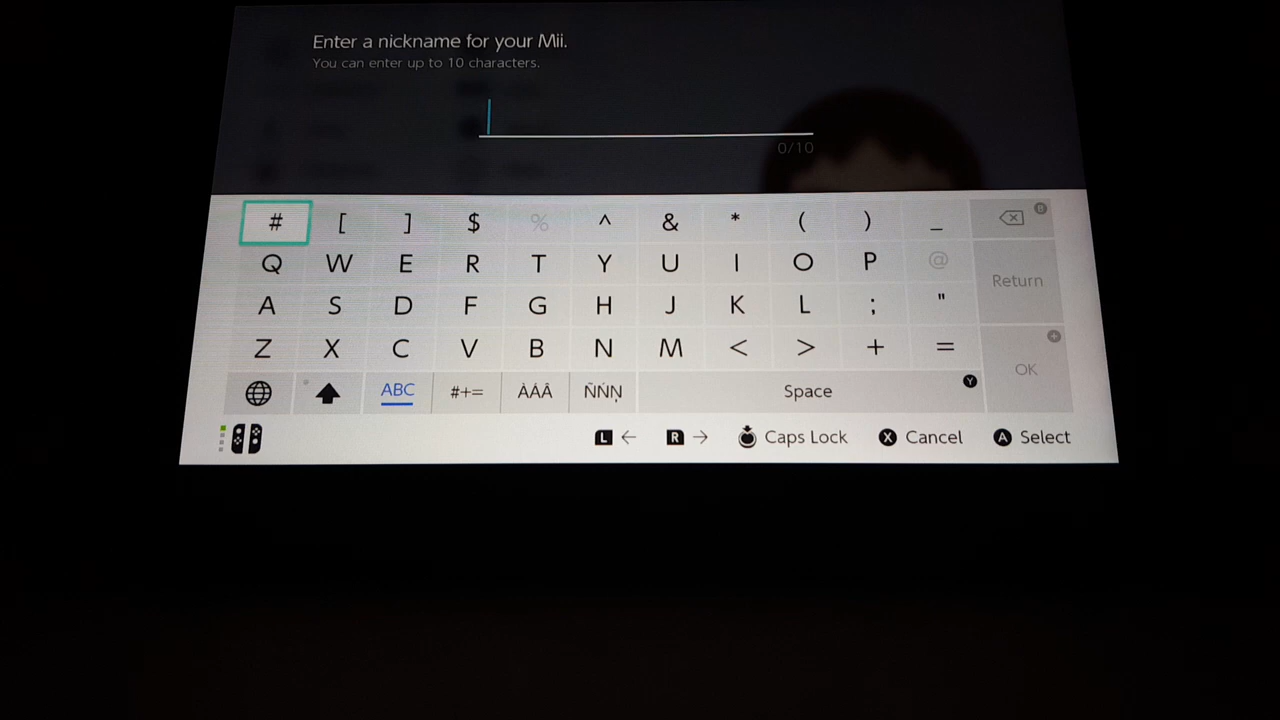 Enter a nickname for your Mii.
You can enter up to 10 characters.
0/10
# [ ] $ % ^ & * ( ) _
Q W E R T Y U I O P @
Return
A S D F G H J K L ; "
Z X C V B N M < > + =
OK
ABC #+= ÀÁÂ ÑŃŅ Space Y
L ← R → Caps Lock X Cancel A Select